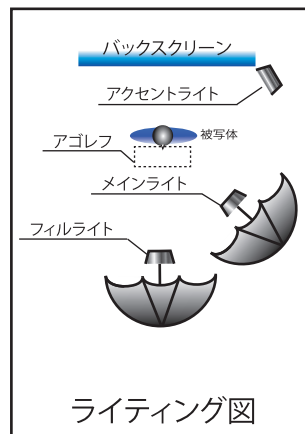 バックスクリーン
アクセントライト
被写体
アゴレフ
メインライト
フィルライト
ライティング図